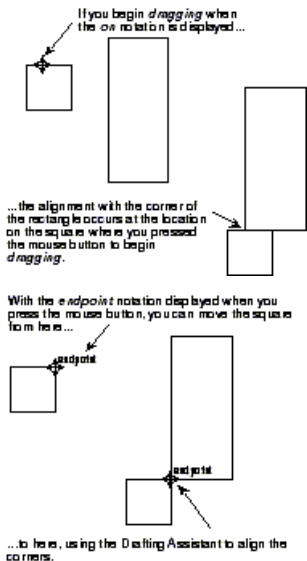 If you begin dragging when
the on notation is displayed...
...the alignment with the corner of
the rectangle occurs at the location
on the square where you pressed
the mouse button to begin
dragging.
With the endpoint notation displayed when you
press the mouse button, you can move the square
from here...
endpoint
endpoint
...to here, using the Drafting Assistant to align the
corners.